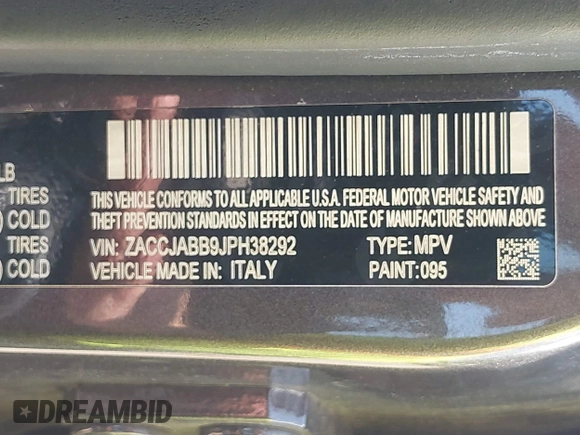 LB
TIRES
COLD
TIRES
COLD
THIS VEHICLE CONFORMS TO ALL APPLICABLE U.S.A. FEDERAL MOTOR VEHICLE SAFETY AND
THEFT PREVENTION STANDARDS IN EFFECT ON THE DATE OF MANUFACTURE SHOWN ABOVE
VIN: ZACCJABB9JPH38292 TYPE: MPV
VEHICLE MADE IN: ITALY PAINT: 095
DREAMBID